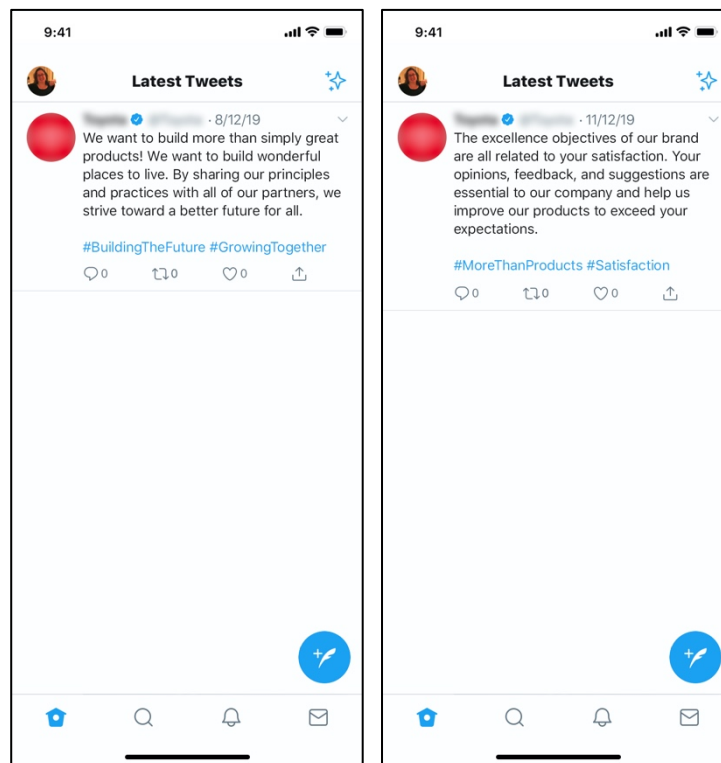 9:41
Latest Tweets
· 8/12/19
We want to build more than simply great
products! We want to build wonderful
places to live. By sharing our principles
and practices with all of our partners, we
strive toward a better future for all.
#BuildingTheFuture #GrowingTogether
0 0 0
9:41
Latest Tweets
· 11/12/19
The excellence objectives of our brand
are all related to your satisfaction. Your
opinions, feedback, and suggestions are
essential to our company and help us
improve our products to exceed your
expectations.
#MoreThanProducts #Satisfaction
0 0 0